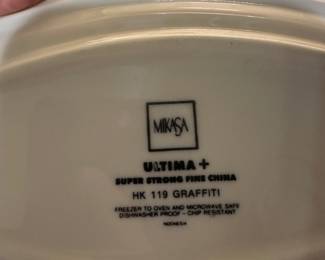 MIKASA
ULTIMA +
SUPER STRONG FINE CHINA
HK 119 GRAFFITI
FREEZER TO OVEN AND MICROWAVE SAFE
DISHWASHER PROOF - CHIP RESISTANT
INDONESIA